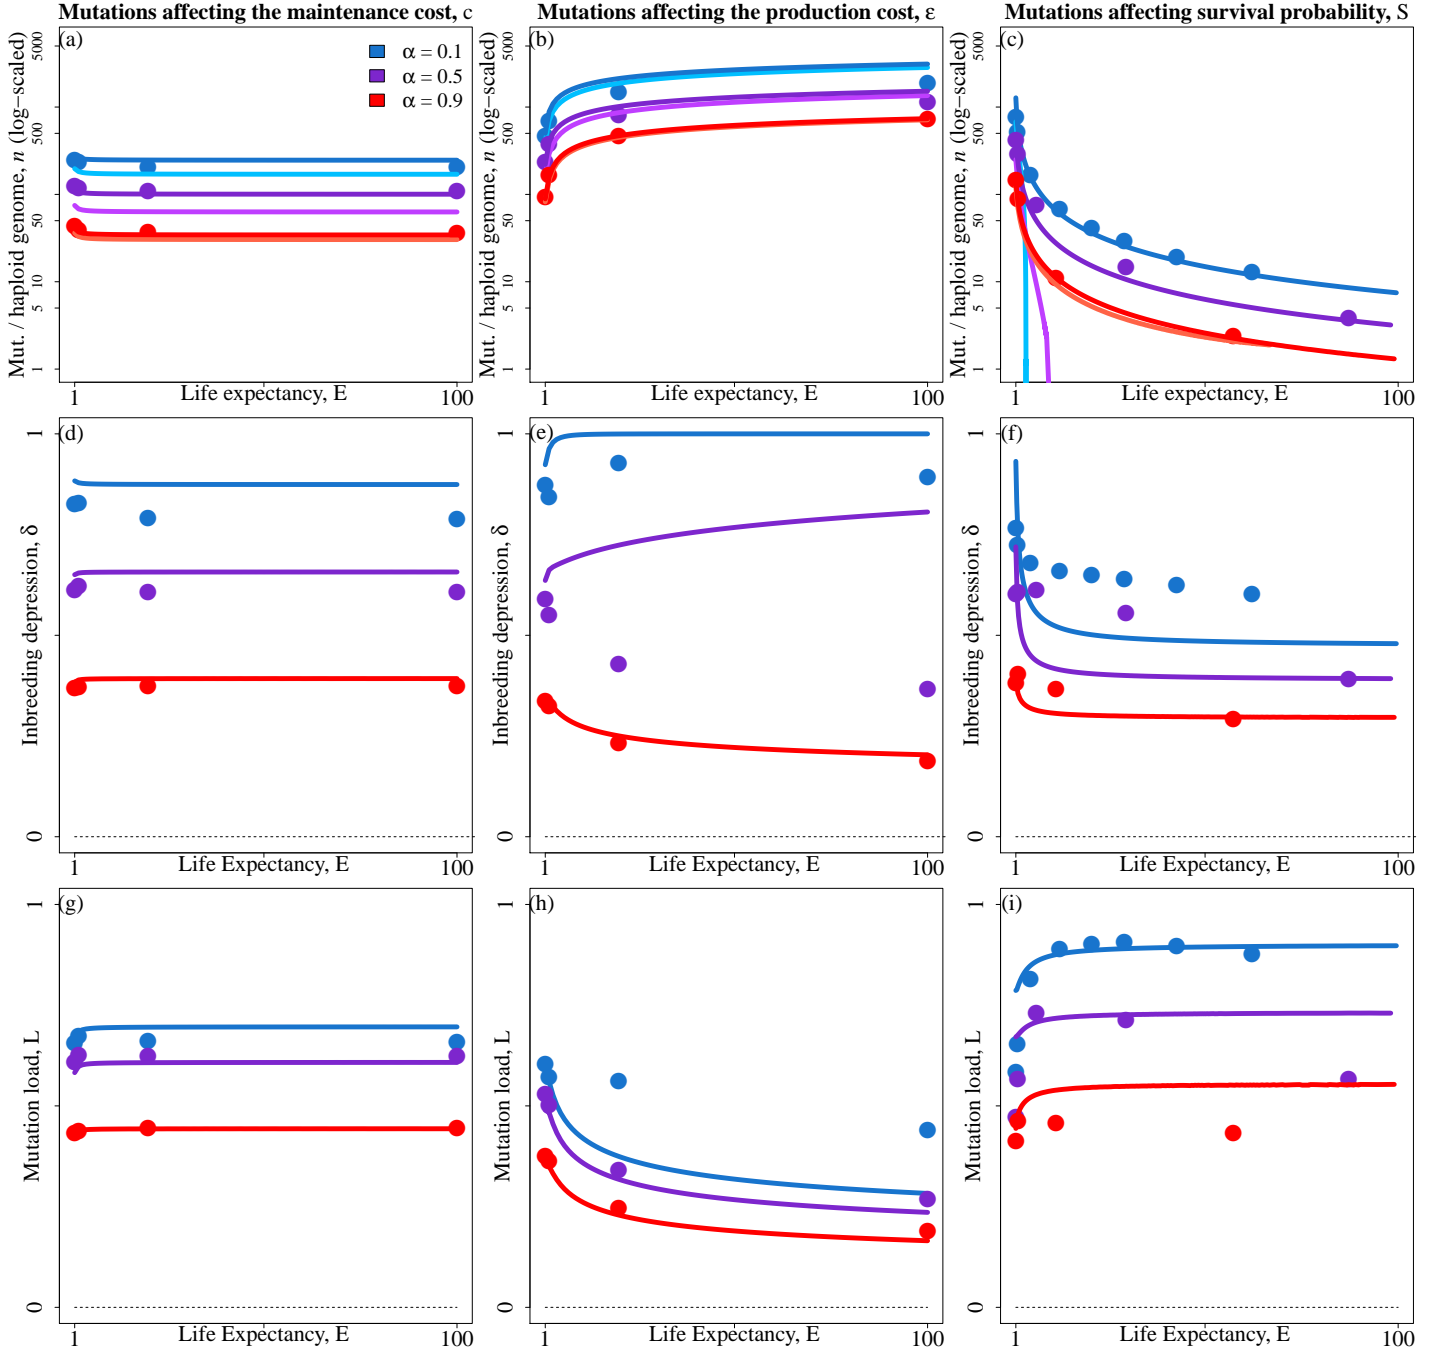 Mutations affecting the maintenance cost, c
Mutations affecting the production cost, ε
Mutations affecting survival probability, S
(a)
α = 0.1
α = 0.5
α = 0.9
Mut. / haploid genome, n (log−scaled)
5000
500
50
10
5
1
Life expectancy, E
1
100
(b)
Mut. / haploid genome, n (log−scaled)
5000
500
50
10
5
1
Life expectancy, E
1
100
(c)
Mut. / haploid genome, n (log−scaled)
5000
500
50
10
5
1
Life expectancy, E
1
100
(d)
Inbreeding depression, δ
1
0
Life Expectancy, E
1
100
(e)
Inbreeding depression, δ
1
0
Life Expectancy, E
1
100
(f)
Inbreeding depression, δ
1
0
Life Expectancy, E
1
100
(g)
Mutation load, L
1
0
Life Expectancy, E
1
100
(h)
Mutation load, L
1
0
Life Expectancy, E
1
100
(i)
Mutation load, L
1
0
Life Expectancy, E
1
100